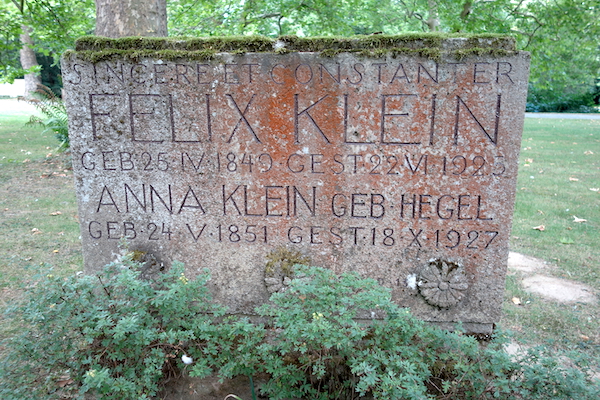 SINCERE ET CONSTANTER
FELIX KLEIN
GEB·25·IV·1849·GEST 22 VI 1925
ANNA KLEIN GEB HEGEL
GEB·24·V·1851 GEST·18·X·1927